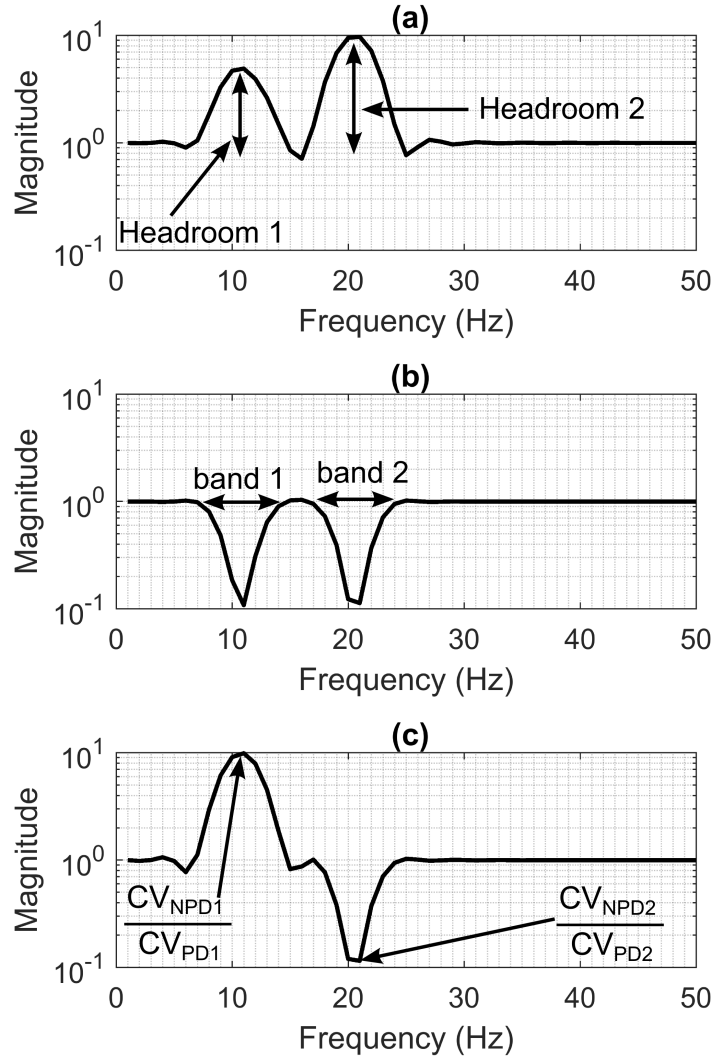 (a)
10^1
10^0
10^-1
Magnitude
Headroom 1
Headroom 2
0 10 20 30 40 50
Frequency (Hz)
(b)
10^1
10^0
10^-1
Magnitude
band 1
band 2
0 10 20 30 40 50
Frequency (Hz)
(c)
10^1
10^0
10^-1
Magnitude
CV_NPD1
CV_PD1
CV_NPD2
CV_PD2
0 10 20 30 40 50
Frequency (Hz)